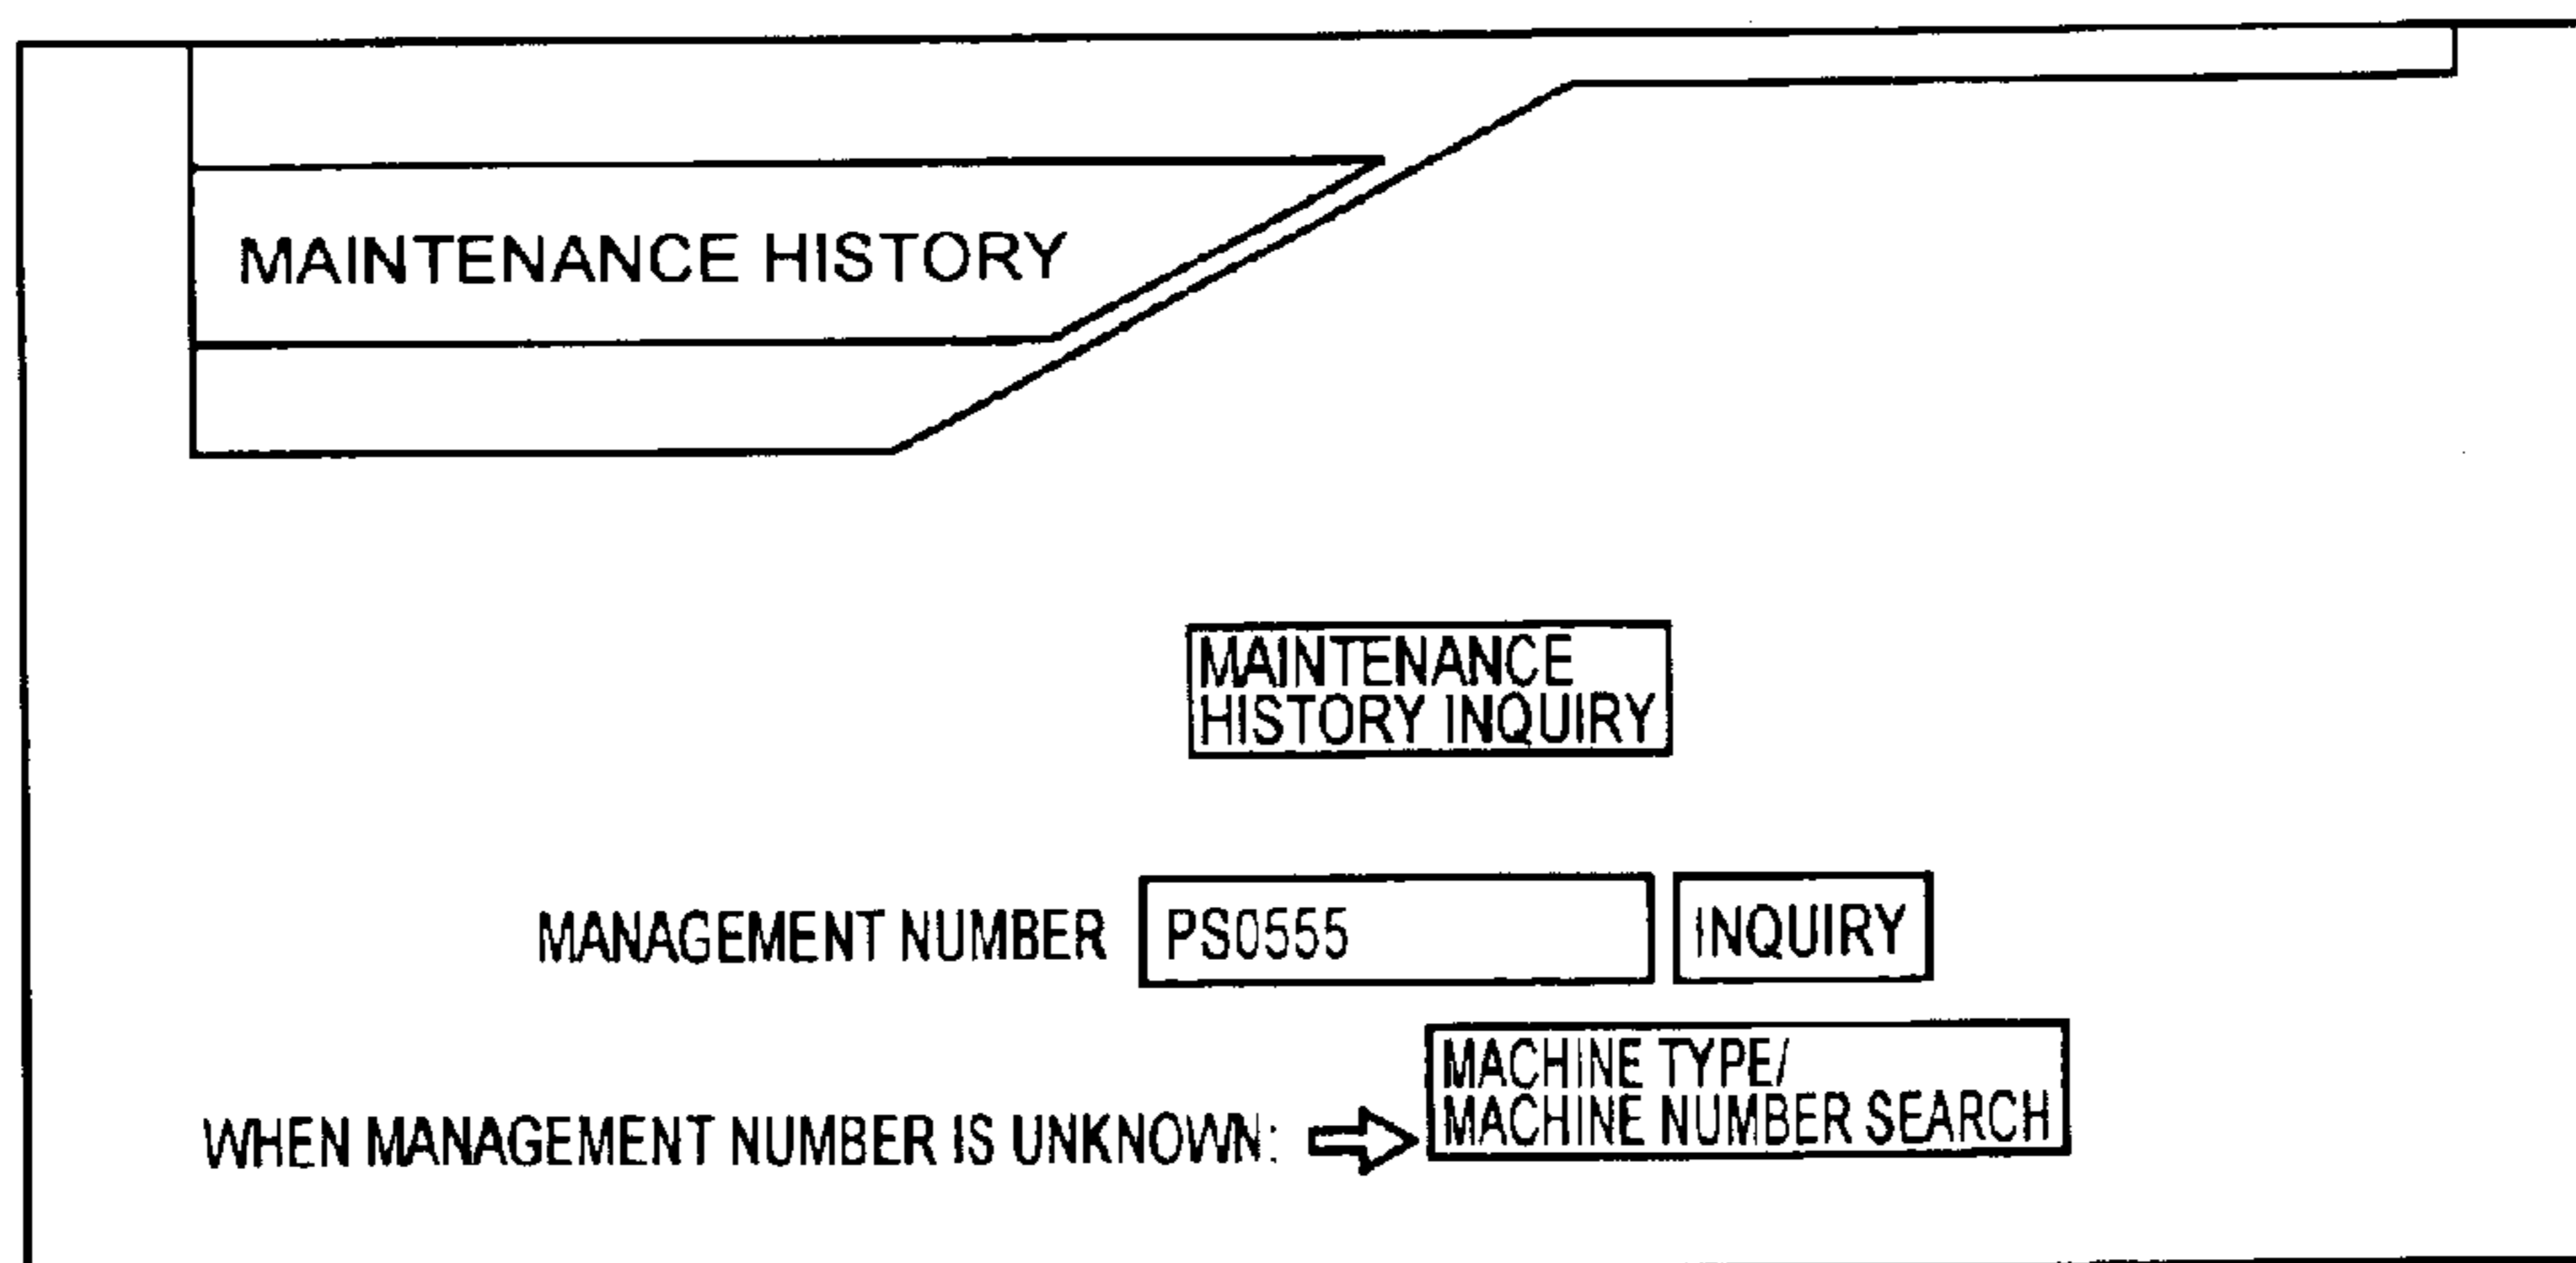 MAINTENANCE HISTORY
MAINTENANCE
HISTORY INQUIRY
MANAGEMENT NUMBER PS0555 INQUIRY
WHEN MANAGEMENT NUMBER IS UNKNOWN:
MACHINE TYPE/
MACHINE NUMBER SEARCH